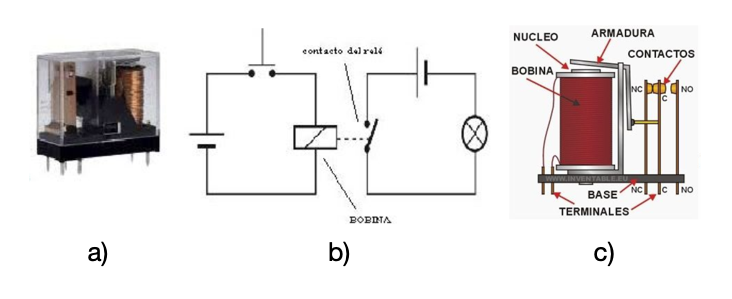 contacto del relé
BOBINA
NUCLEO
ARMADURA
CONTACTOS
BOBINA
NC
C
NO
WWW.INVENTABLE.EU
BASE
NC
C
NO
TERMINALES
a)
b)
c)